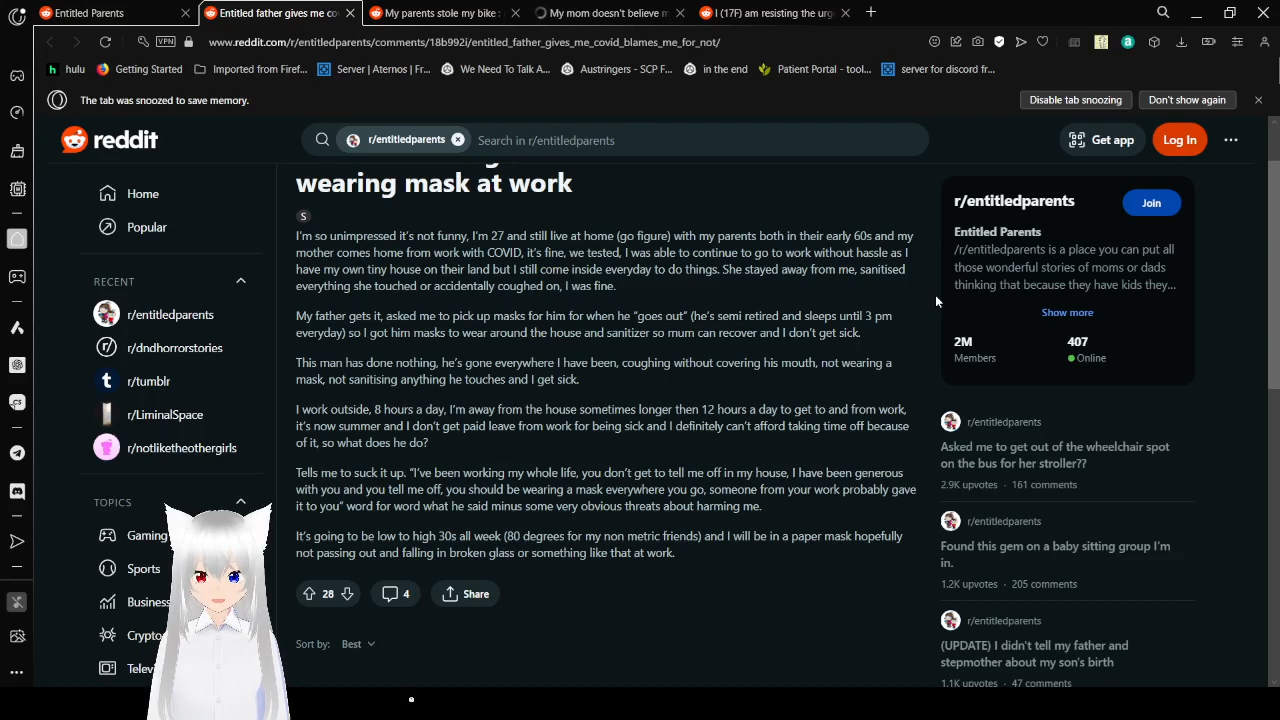 Entitled Parents
Entitled father gives me co
My parents stole my bike :
My mom doesn't believe m
I (17F) am resisting the urg
VPN
www.reddit.com/r/entitledparents/comments/18b992i/entitled_father_gives_me_covid_blames_me_for_not/
hulu
Getting Started
Imported from Firef...
Server | Aternos | Fr...
We Need To Talk A...
Austringers - SCP F...
in the end
Patient Portal - tool...
server for discord fr...
The tab was snoozed to save memory.
Disable tab snoozing
Don't show again
reddit
r/entitledparents
Search in r/entitledparents
Get app
Log In
Home
Popular
RECENT
r/entitledparents
r/dndhorrorstories
r/tumblr
r/LiminalSpace
r/notliketheothergirls
TOPICS
Gaming
Sports
Business
Crypto
Televi
wearing mask at work
S
I'm so unimpressed it's not funny, I'm 27 and still live at home (go figure) with my parents both in their early 60s and my
mother comes home from work with COVID, it's fine, we tested, I was able to continue to go to work without hassle as I
have my own tiny house on their land but I still come inside everyday to do things. She stayed away from me, sanitised
everything she touched or accidentally coughed on, I was fine.
My father gets it, asked me to pick up masks for him for when he "goes out" (he's semi retired and sleeps until 3 pm
everyday) so I got him masks to wear around the house and sanitizer so mum can recover and I don't get sick.
This man has done nothing, he's gone everywhere I have been, coughing without covering his mouth, not wearing a
mask, not sanitising anything he touches and I get sick.
I work outside, 8 hours a day, I'm away from the house sometimes longer then 12 hours a day to get to and from work,
it's now summer and I don't get paid leave from work for being sick and I definitely can't afford taking time off because
of it, so what does he do?
Tells me to suck it up. "I've been working my whole life, you don't get to tell me off in my house, I have been generous
with you and you tell me off, you should be wearing a mask everywhere you go, someone from your work probably gave
it to you" word for word what he said minus some very obvious threats about harming me.
It's going to be low to high 30s all week (80 degrees for my non metric friends) and I will be in a paper mask hopefully
not passing out and falling in broken glass or something like that at work.
28
4
Share
Sort by:
Best
r/entitledparents
Join
Entitled Parents
/r/entitledparents is a place you can put all
those wonderful stories of moms or dads
thinking that because they have kids they...
Show more
2M
407
Members
Online
r/entitledparents
Asked me to get out of the wheelchair spot
on the bus for her stroller??
2.9K upvotes · 161 comments
r/entitledparents
Found this gem on a baby sitting group I'm
in.
1.2K upvotes · 205 comments
r/entitledparents
(UPDATE) I didn't tell my father and
stepmother about my son's birth
1.1K upvotes · 47 comments